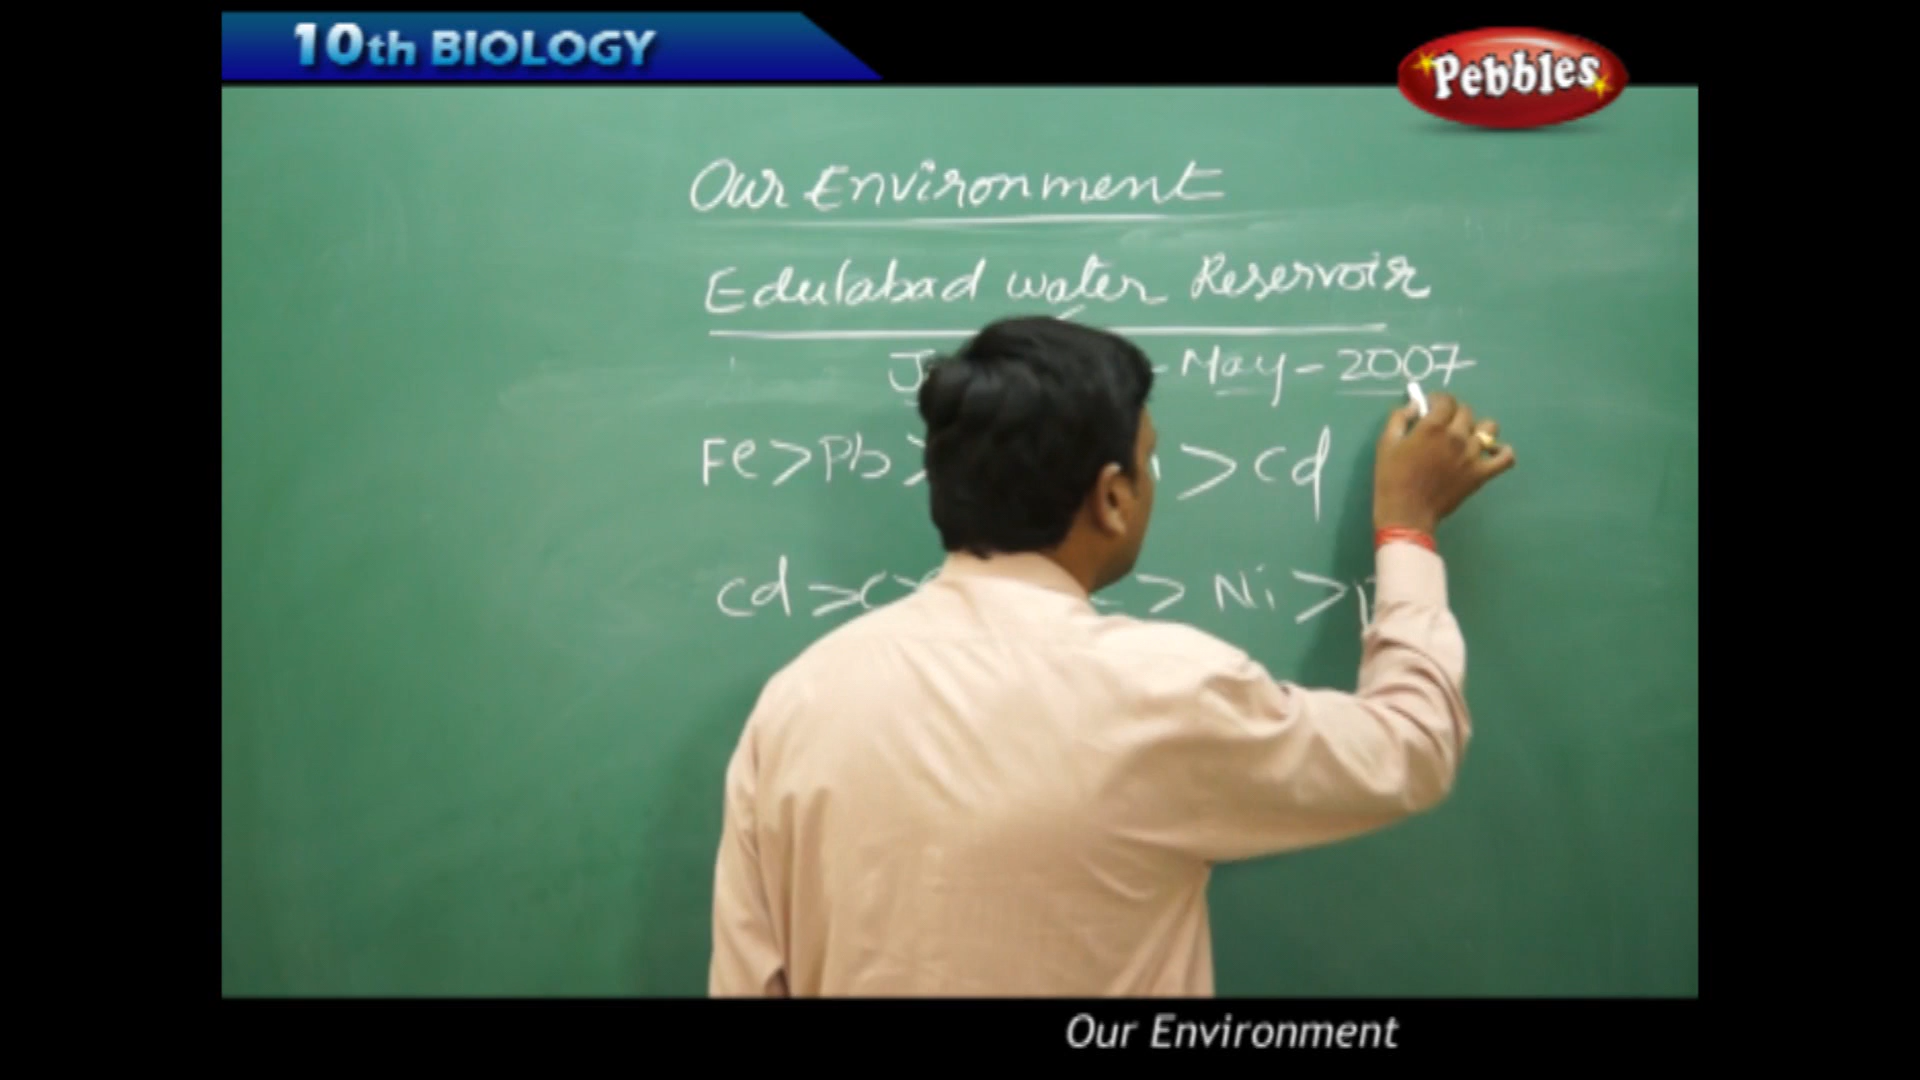 10th BIOLOGY
Pebbles
Our Environment
Edulabad water Reservoir
- May - 2007
Fe > Pb > > Cd
Cd > > Ni >
Our Environment